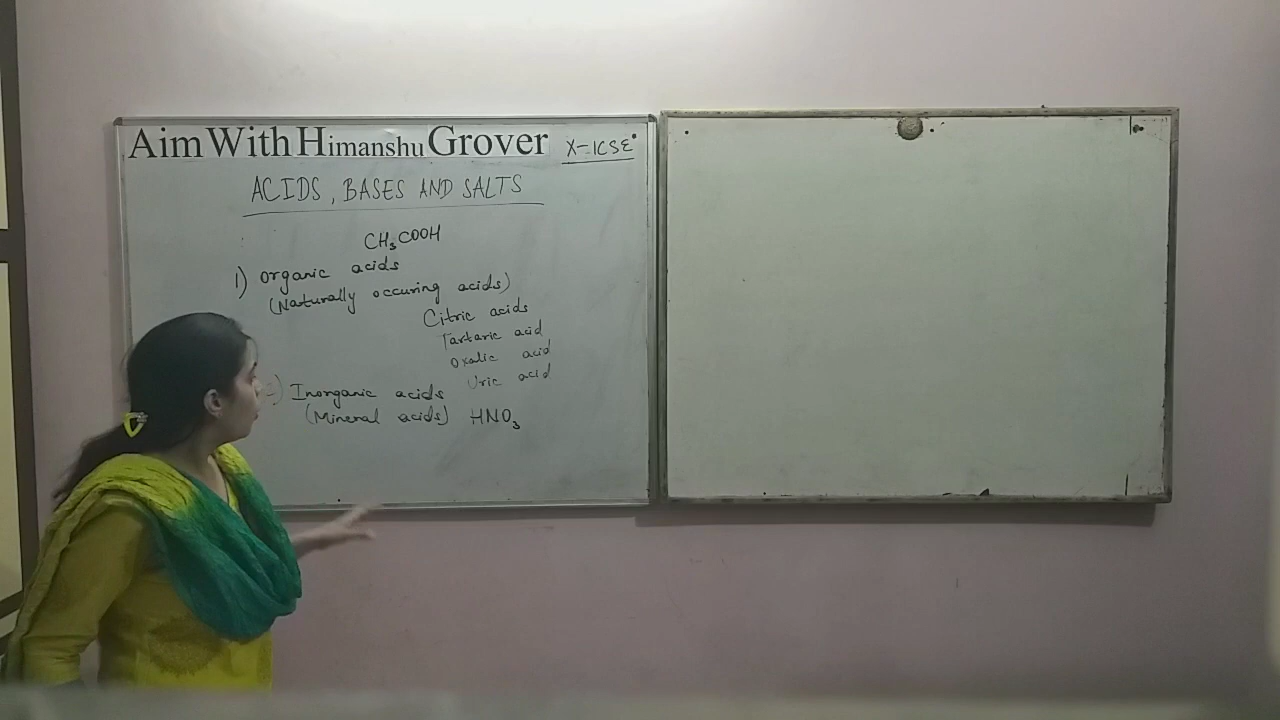 Aim With Himanshu Grover X-ICSE
ACIDS, BASES AND SALTS
CH₃COOH
1) Organic acids
(Naturally occuring acids)
Citric acids
Tartaric acid
Oxalic acid
Uric acid
2) Inorganic acids
(Mineral acids) HNO₃